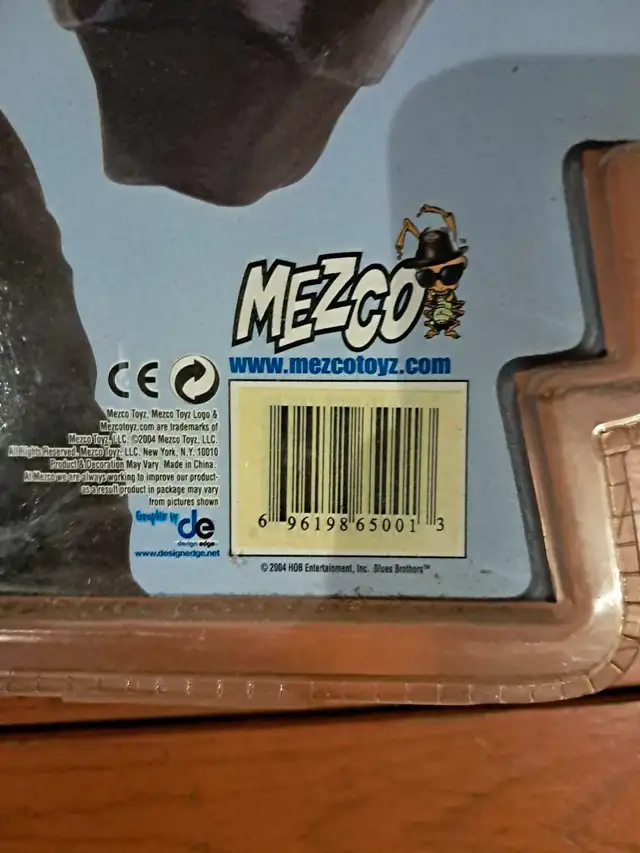 MEZCO
™
www.mezcotoyz.com
CE
Mezco Toyz, Mezco Toyz Logo &
Mezcotoyz.com are trademarks of
Mezco Toyz, LLC. ©2004 Mezco Toyz, LLC.
All Rights Reserved. Mezco Toyz, LLC. New York, N.Y. 10010
Product & Decoration May Vary. Made in China.
At Mezco we are always working to improve our product-
as a result product in package may vary
from pictures shown
Graphix by
de
design edge
www.designedge.net
6 96198 65001 3
© 2004 HOB Entertainment, Inc. Blues Brothers™